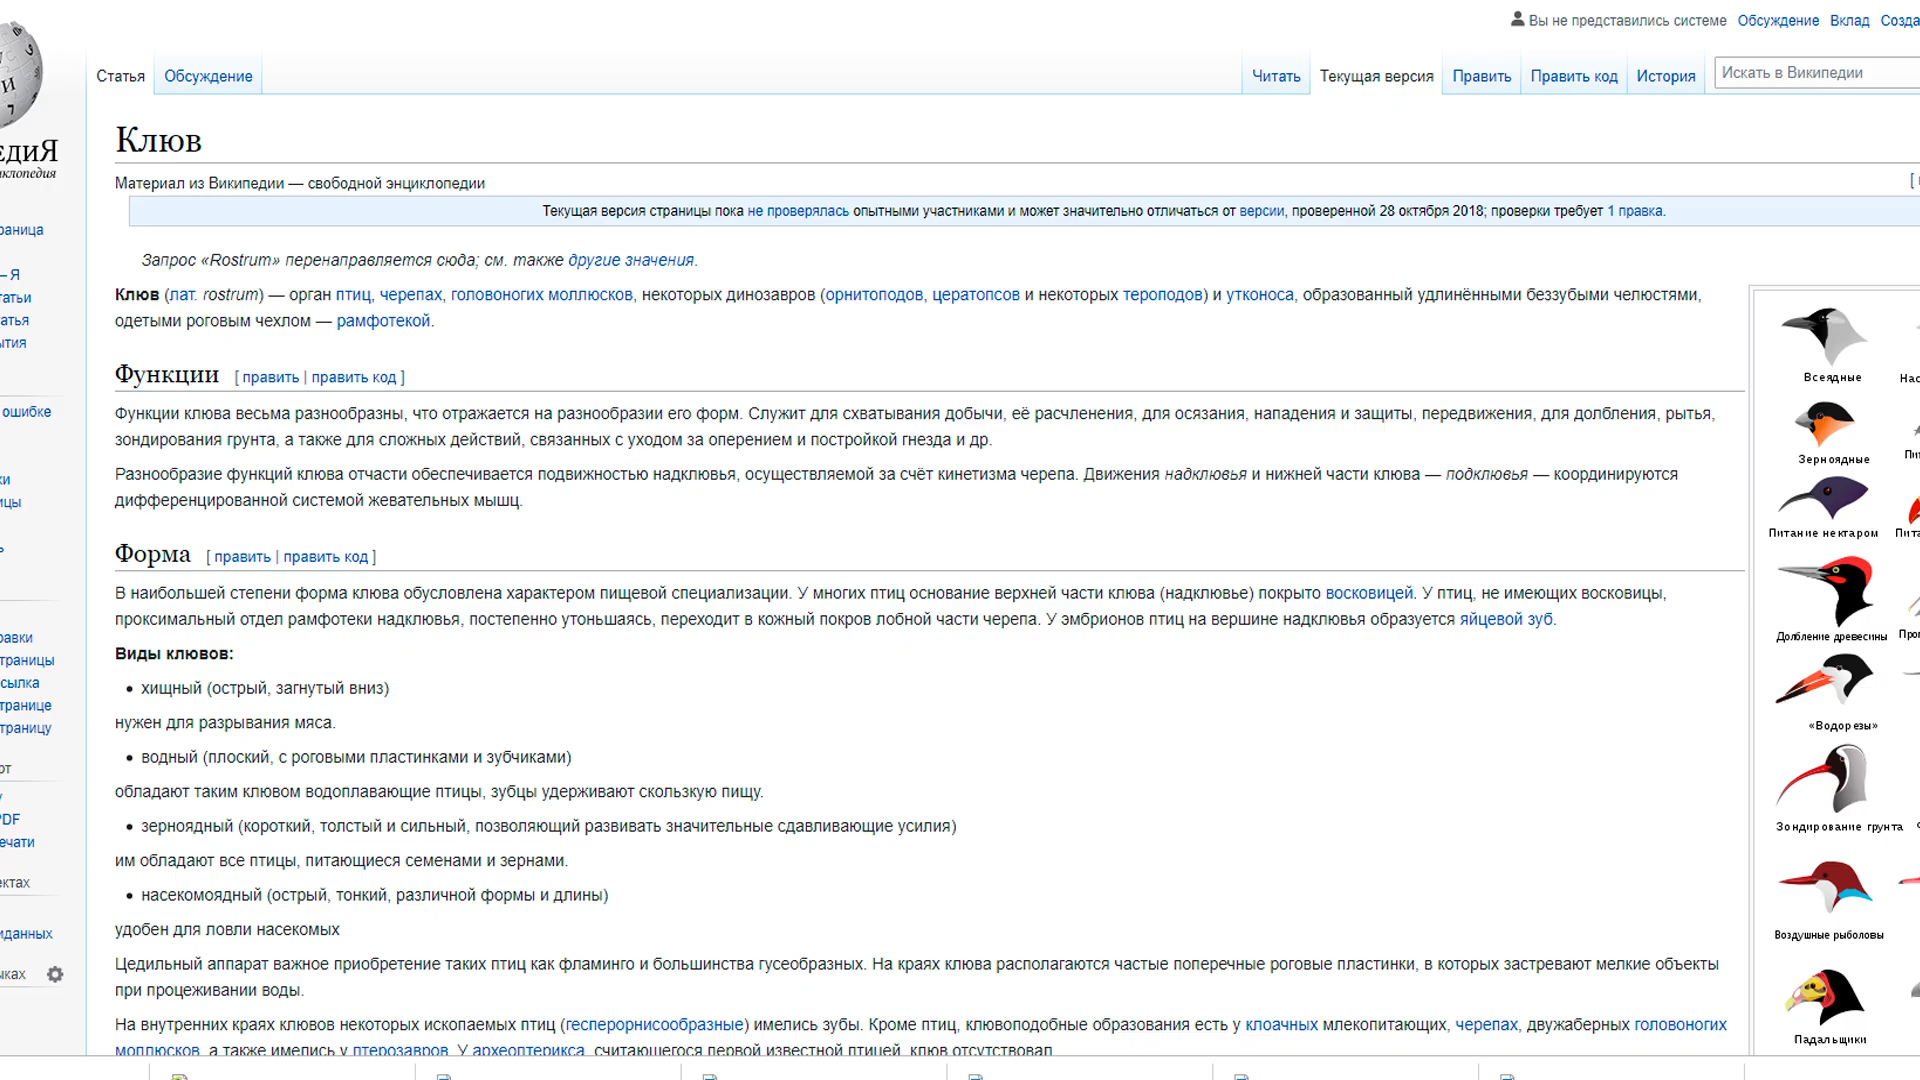 Вы не представились системе Обсуждение Вклад
Статья Обсуждение Читать Текущая версия Править Править код История Искать в Википедии
Клюв
Материал из Википедии — свободной энциклопедии
Текущая версия страницы пока не проверялась опытными участниками и может значительно отличаться от версии, проверенной 28 октября 2018; проверки требует 1 правка.
Запрос «Rostrum» перенаправляется сюда; см. также другие значения.
Клюв (лат. rostrum) — орган птиц, черепах, головоногих моллюсков, некоторых динозавров (орнитоподов, цератопсов и некоторых тероподов) и утконоса, образованный удлинёнными беззубыми челюстями,
одетыми роговым чехлом — рамфотекой.
Функции [ править | править код ]
Функции клюва весьма разнообразны, что отражается на разнообразии его форм. Служит для схватывания добычи, её расчленения, для осязания, нападения и защиты, передвижения, для долбления, рытья,
зондирования грунта, а также для сложных действий, связанных с уходом за оперением и постройкой гнезда и др.
Разнообразие функций клюва отчасти обеспечивается подвижностью надклювья, осуществляемой за счёт кинетизма черепа. Движения надклювья и нижней части клюва — подклювья — координируются
дифференцированной системой жевательных мышц.
Форма [ править | править код ]
В наибольшей степени форма клюва обусловлена характером пищевой специализации. У многих птиц основание верхней части клюва (надклювье) покрыто восковицей. У птиц, не имеющих восковицы,
проксимальный отдел рамфотеки надклювья, постепенно утоньшаясь, переходит в кожный покров лобной части черепа. У эмбрионов птиц на вершине надклювья образуется яйцевой зуб.
Виды клювов:
хищный (острый, загнутый вниз)
нужен для разрывания мяса.
водный (плоский, с роговыми пластинками и зубчиками)
обладают таким клювом водоплавающие птицы, зубцы удерживают скользкую пищу.
зерноядный (короткий, толстый и сильный, позволяющий развивать значительные сдавливающие усилия)
им обладают все птицы, питающиеся семенами и зернами.
насекомоядный (острый, тонкий, различной формы и длины)
удобен для ловли насекомых
Цедильный аппарат важное приобретение таких птиц как фламинго и большинства гусеобразных. На краях клюва располагаются частые поперечные роговые пластинки, в которых застревают мелкие объекты
при процеживании воды.
На внутренних краях клювов некоторых ископаемых птиц (гесперорнисообразные) имелись зубы. Кроме птиц, клювоподобные образования есть у клоачных млекопитающих, черепах, двужаберных головоногих
моллюсков, а также имелись у птерозавров. У археоптерикса, считающегося первой известной птицей, клюв отсутствовал
Всеядные
Зерноядные
Питание нектаром
Долбление древесины
«Водорезы»
Зондирование грунта
Воздушные рыболовы
Падальщики